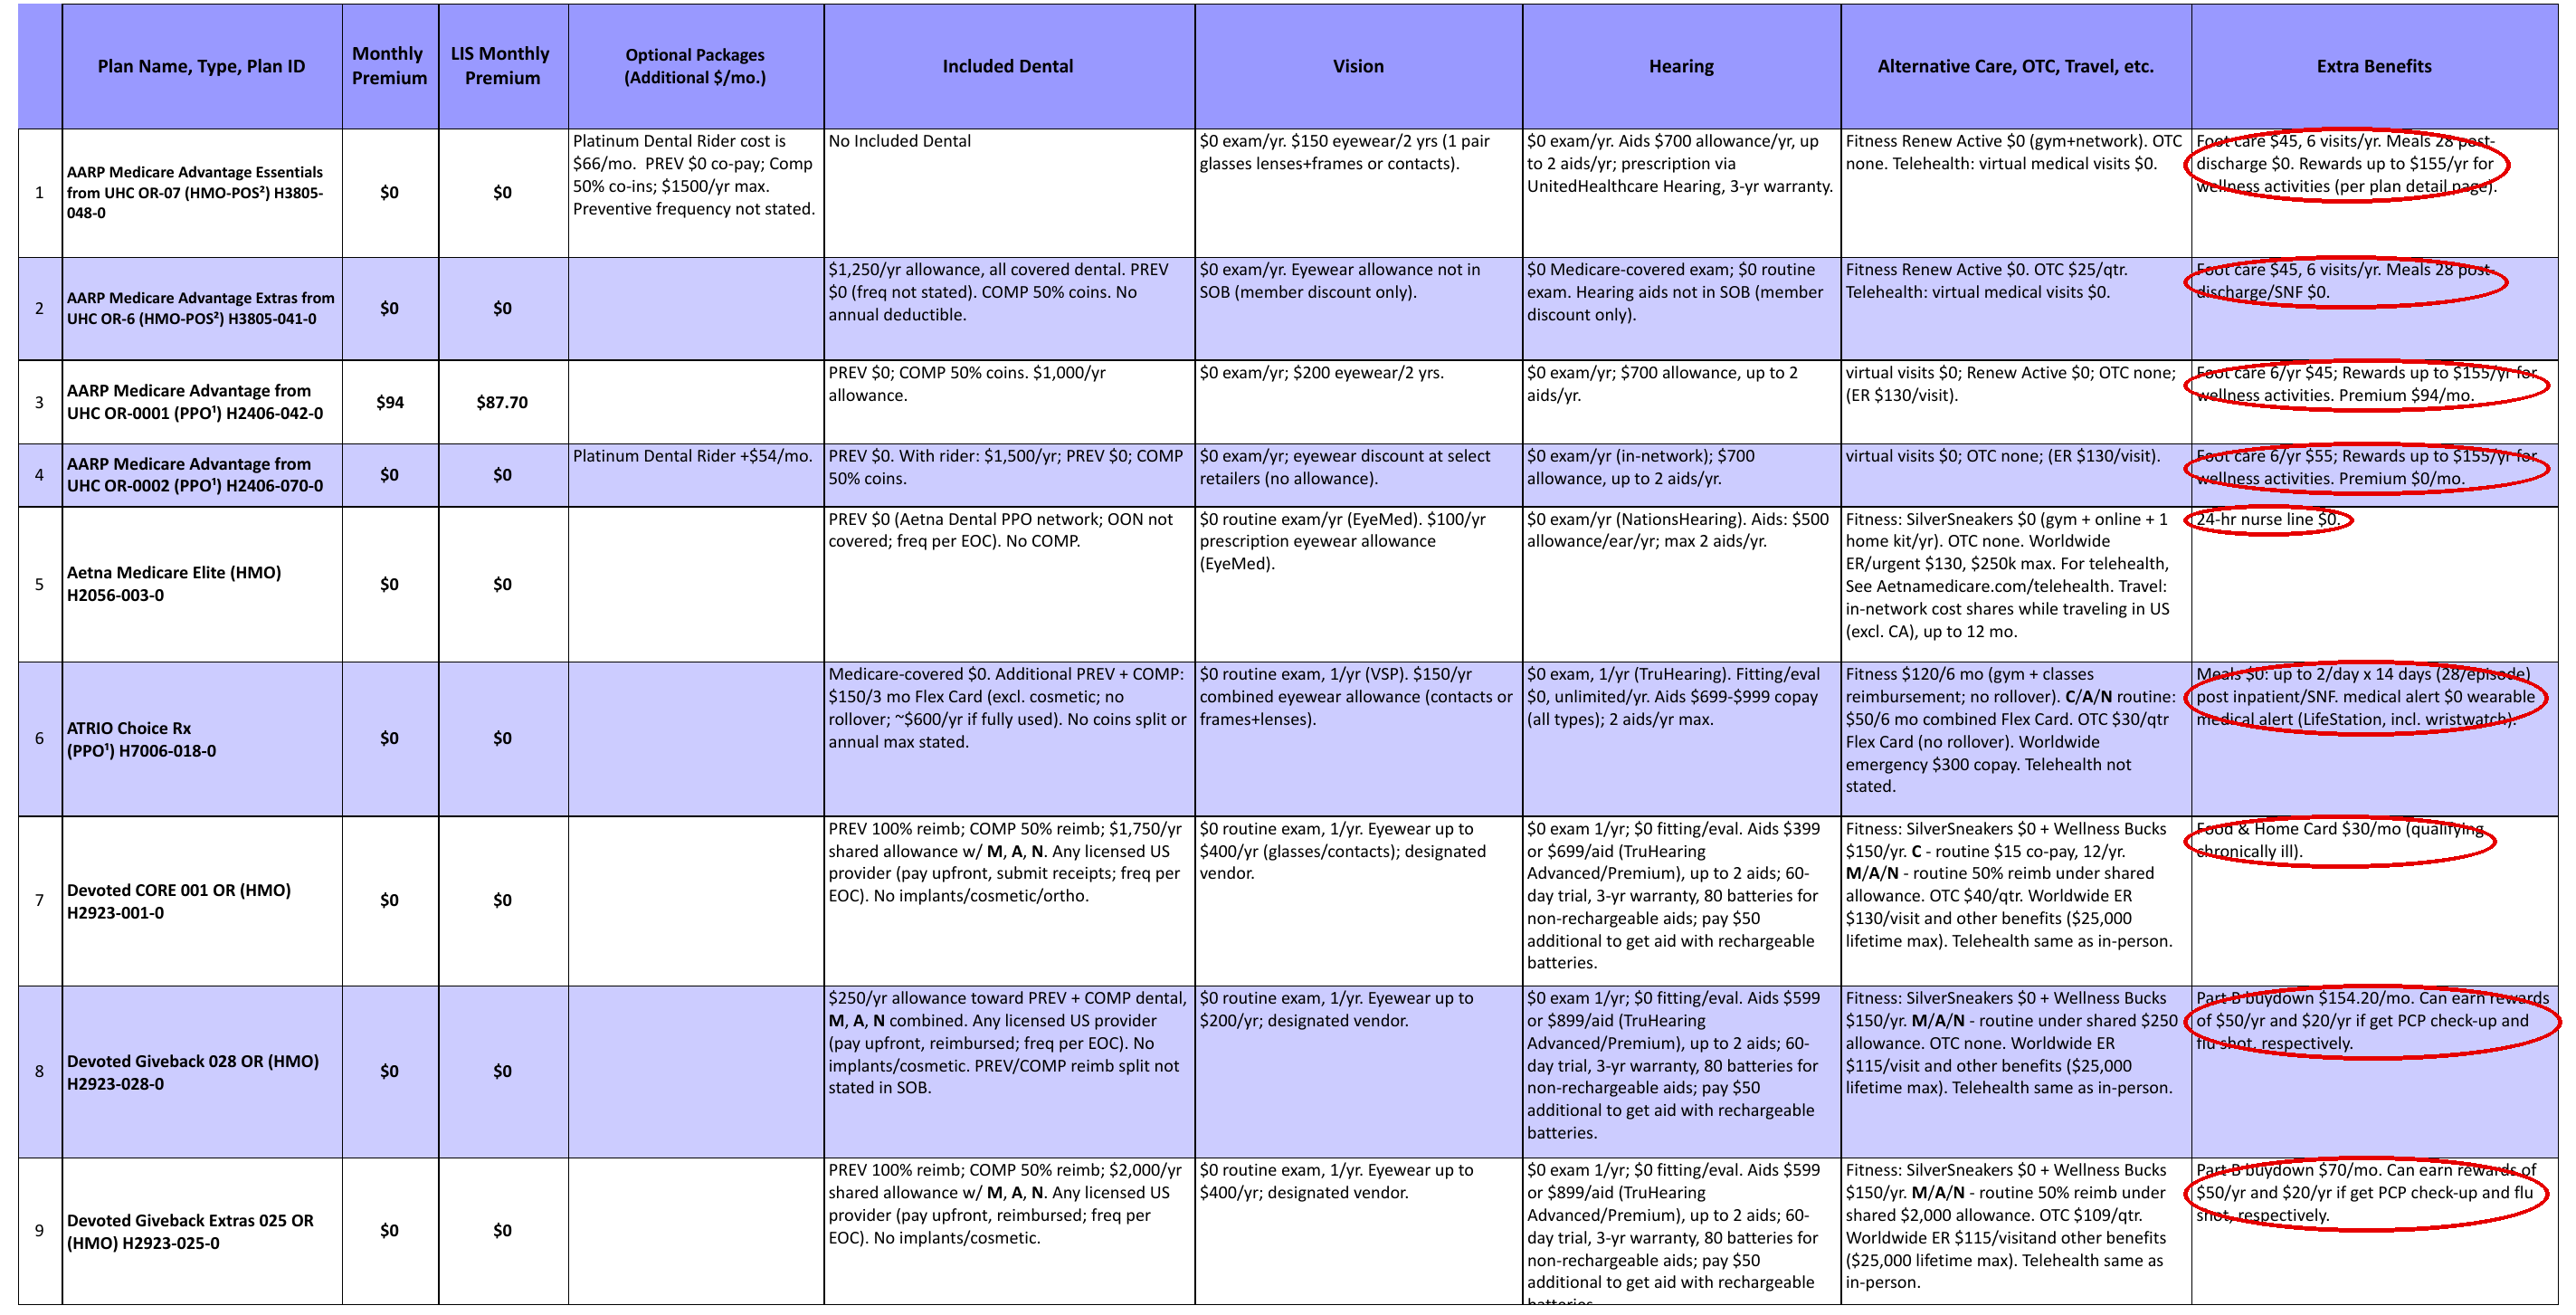 Plan Name, Type, Plan ID
Monthly
Premium
LIS Monthly
Premium
Optional Packages
(Additional $/mo.)
Included Dental
Vision
Hearing
Alternative Care, OTC, Travel, etc.
Extra Benefits
1
AARP Medicare Advantage Essentials
from UHC OR-07 (HMO-POS²) H3805-
048-0
$0
$0
Platinum Dental Rider cost is
$66/mo. PREV $0 co-pay; Comp
50% co-ins; $1500/yr max.
Preventive frequency not stated.
No Included Dental
$0 exam/yr. $150 eyewear/2 yrs (1 pair
glasses lenses+frames or contacts).
$0 exam/yr. Aids $700 allowance/yr, up
to 2 aids/yr; prescription via
UnitedHealthcare Hearing, 3-yr warranty.
Fitness Renew Active $0 (gym+network). OTC
none. Telehealth: virtual medical visits $0.
Foot care $45, 6 visits/yr. Meals 28 post-
discharge $0. Rewards up to $155/yr for
wellness activities (per plan detail page).
2
AARP Medicare Advantage Extras from
UHC OR-6 (HMO-POS²) H3805-041-0
$0
$0
$1,250/yr allowance, all covered dental. PREV
$0 (freq not stated). COMP 50% coins. No
annual deductible.
$0 exam/yr. Eyewear allowance not in
SOB (member discount only).
$0 Medicare-covered exam; $0 routine
exam. Hearing aids not in SOB (member
discount only).
Fitness Renew Active $0. OTC $25/qtr.
Telehealth: virtual medical visits $0.
Foot care $45, 6 visits/yr. Meals 28 post-
discharge/SNF $0.
3
AARP Medicare Advantage from
UHC OR-0001 (PPO¹) H2406-042-0
$94
$87.70
PREV $0; COMP 50% coins. $1,000/yr
allowance.
$0 exam/yr; $200 eyewear/2 yrs.
$0 exam/yr; $700 allowance, up to 2
aids/yr.
virtual visits $0; Renew Active $0; OTC none;
(ER $130/visit).
Foot care 6/yr $45; Rewards up to $155/yr for
wellness activities. Premium $94/mo.
4
AARP Medicare Advantage from
UHC OR-0002 (PPO¹) H2406-070-0
$0
$0
Platinum Dental Rider +$54/mo.
PREV $0. With rider: $1,500/yr; PREV $0; COMP
50% coins.
$0 exam/yr; eyewear discount at select
retailers (no allowance).
$0 exam/yr (in-network); $700
allowance, up to 2 aids/yr.
virtual visits $0; OTC none; (ER $130/visit).
Foot care 6/yr $55; Rewards up to $155/yr for
wellness activities. Premium $0/mo.
5
Aetna Medicare Elite (HMO)
H2056-003-0
$0
$0
PREV $0 (Aetna Dental PPO network; OON not
covered; freq per EOC). No COMP.
$0 routine exam/yr (EyeMed). $100/yr
prescription eyewear allowance
(EyeMed).
$0 exam/yr (NationsHearing). Aids: $500
allowance/ear/yr; max 2 aids/yr.
Fitness: SilverSneakers $0 (gym + online + 1
home kit/yr). OTC none. Worldwide
ER/urgent $130, $250k max. For telehealth,
See Aetnamedicare.com/telehealth. Travel:
in-network cost shares while traveling in US
(excl. CA), up to 12 mo.
24-hr nurse line $0.
6
ATRIO Choice Rx
(PPO¹) H7006-018-0
$0
$0
Medicare-covered $0. Additional PREV + COMP:
$150/3 mo Flex Card (excl. cosmetic; no
rollover; ~$600/yr if fully used). No coins split or
annual max stated.
$0 routine exam, 1/yr (VSP). $150/yr
combined eyewear allowance (contacts or
frames+lenses).
$0 exam, 1/yr (TruHearing). Fitting/eval
$0, unlimited/yr. Aids $699-$999 copay
(all types); 2 aids/yr max.
Fitness $120/6 mo (gym + classes
reimbursement; no rollover). C/A/N routine:
$50/6 mo combined Flex Card. OTC $30/qtr
Flex Card (no rollover). Worldwide
emergency $300 copay. Telehealth not
stated.
Meals $0: up to 2/day x 14 days (28/episode)
post inpatient/SNF. medical alert $0 wearable
medical alert (LifeStation, incl. wristwatch).
7
Devoted CORE 001 OR (HMO)
H2923-001-0
$0
$0
PREV 100% reimb; COMP 50% reimb; $1,750/yr
shared allowance w/ M, A, N. Any licensed US
provider (pay upfront, submit receipts; freq per
EOC). No implants/cosmetic/ortho.
$0 routine exam, 1/yr. Eyewear up to
$400/yr (glasses/contacts); designated
vendor.
$0 exam 1/yr; $0 fitting/eval. Aids $399
or $699/aid (TruHearing
Advanced/Premium), up to 2 aids; 60-
day trial, 3-yr warranty, 80 batteries for
non-rechargeable aids; pay $50
additional to get aid with rechargeable
batteries.
Fitness: SilverSneakers $0 + Wellness Bucks
$150/yr. C - routine $15 co-pay, 12/yr.
M/A/N - routine 50% reimb under shared
allowance. OTC $40/qtr. Worldwide ER
$130/visit and other benefits ($25,000
lifetime max). Telehealth same as in-person.
Food & Home Card $30/mo (qualifying
chronically ill).
8
Devoted Giveback 028 OR (HMO)
H2923-028-0
$0
$0
$250/yr allowance toward PREV + COMP dental,
M, A, N combined. Any licensed US provider
(pay upfront, reimbursed; freq per EOC). No
implants/cosmetic. PREV/COMP reimb split not
stated in SOB.
$0 routine exam, 1/yr. Eyewear up to
$200/yr; designated vendor.
$0 exam 1/yr; $0 fitting/eval. Aids $599
or $899/aid (TruHearing
Advanced/Premium), up to 2 aids; 60-
day trial, 3-yr warranty, 80 batteries for
non-rechargeable aids; pay $50
additional to get aid with rechargeable
batteries.
Fitness: SilverSneakers $0 + Wellness Bucks
$150/yr. M/A/N - routine under shared $250
allowance. OTC none. Worldwide ER
$115/visit and other benefits ($25,000
lifetime max). Telehealth same as in-person.
Part B buydown $154.20/mo. Can earn rewards
of $50/yr and $20/yr if get PCP check-up and
flu shot, respectively.
9
Devoted Giveback Extras 025 OR
(HMO) H2923-025-0
$0
$0
PREV 100% reimb; COMP 50% reimb; $2,000/yr
shared allowance w/ M, A, N. Any licensed US
provider (pay upfront, reimbursed; freq per
EOC). No implants/cosmetic.
$0 routine exam, 1/yr. Eyewear up to
$400/yr; designated vendor.
$0 exam 1/yr; $0 fitting/eval. Aids $599
or $899/aid (TruHearing
Advanced/Premium), up to 2 aids; 60-
day trial, 3-yr warranty, 80 batteries for
non-rechargeable aids; pay $50
additional to get aid with rechargeable
Fitness: SilverSneakers $0 + Wellness Bucks
$150/yr. M/A/N - routine 50% reimb under
shared $2,000 allowance. OTC $109/qtr.
Worldwide ER $115/visitand other benefits
($25,000 lifetime max). Telehealth same as
in-person.
Part B buydown $70/mo. Can earn rewards of
$50/yr and $20/yr if get PCP check-up and flu
shot, respectively.